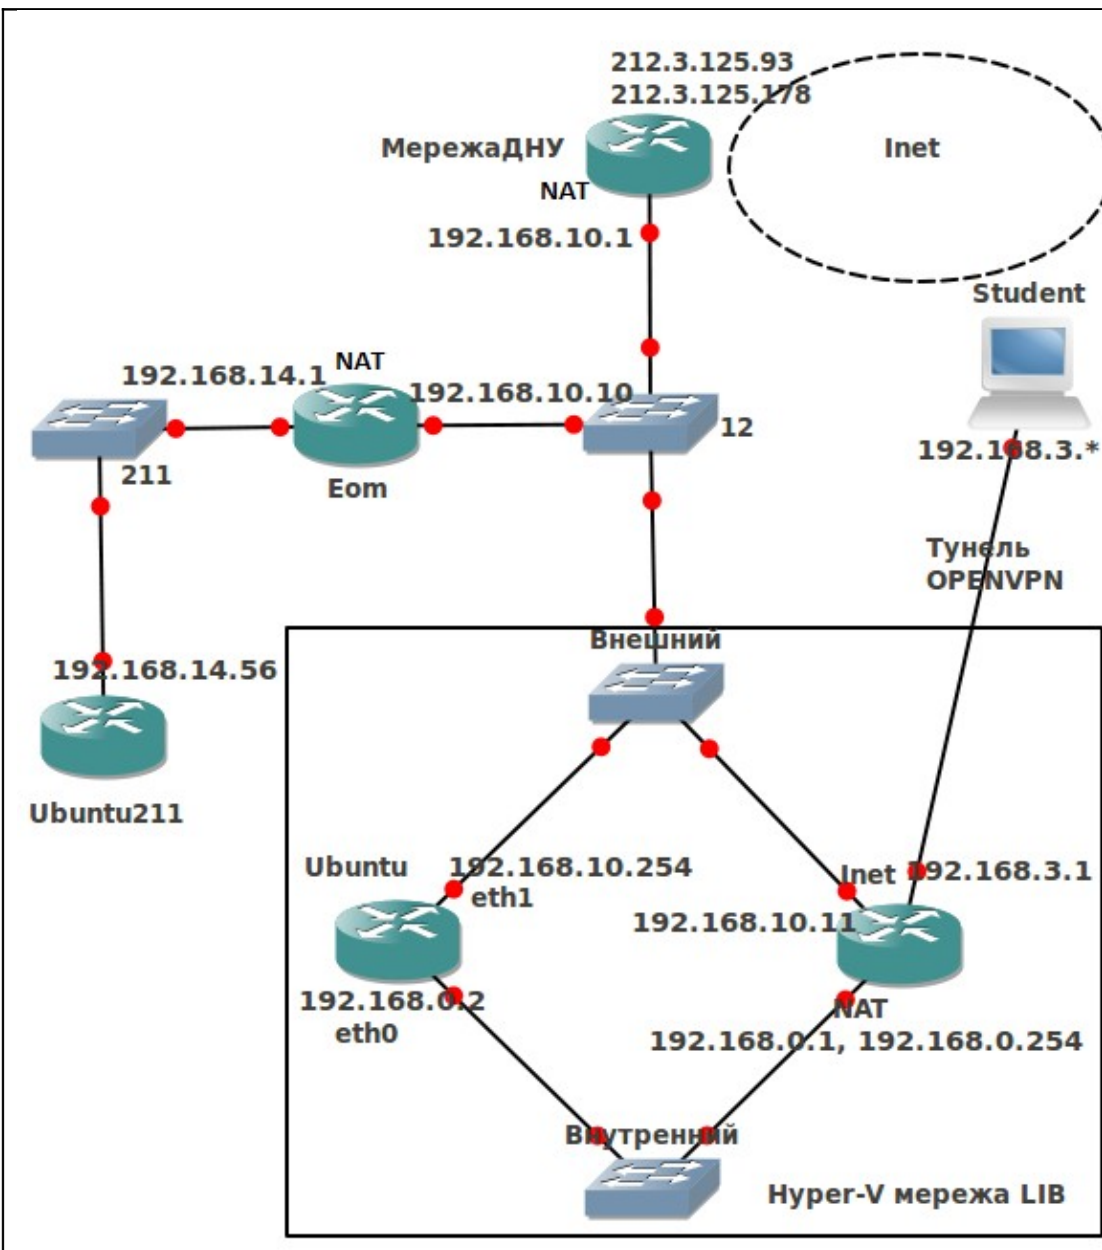 212.3.125.93
212.3.125.178
МережаДНУ
Inet
NAT
192.168.10.1
Student
NAT
192.168.14.1
192.168.10.10
12
192.168.3.*
211
Eom
Тунель
OPENVPN
Внешний
192.168.14.56
Ubuntu211
Ubuntu
192.168.10.254
eth1
Inet
192.168.3.1
192.168.10.11
192.168.0.2
eth0
NAT
192.168.0.1, 192.168.0.254
Внутренний
Hyper-V мережа LIB